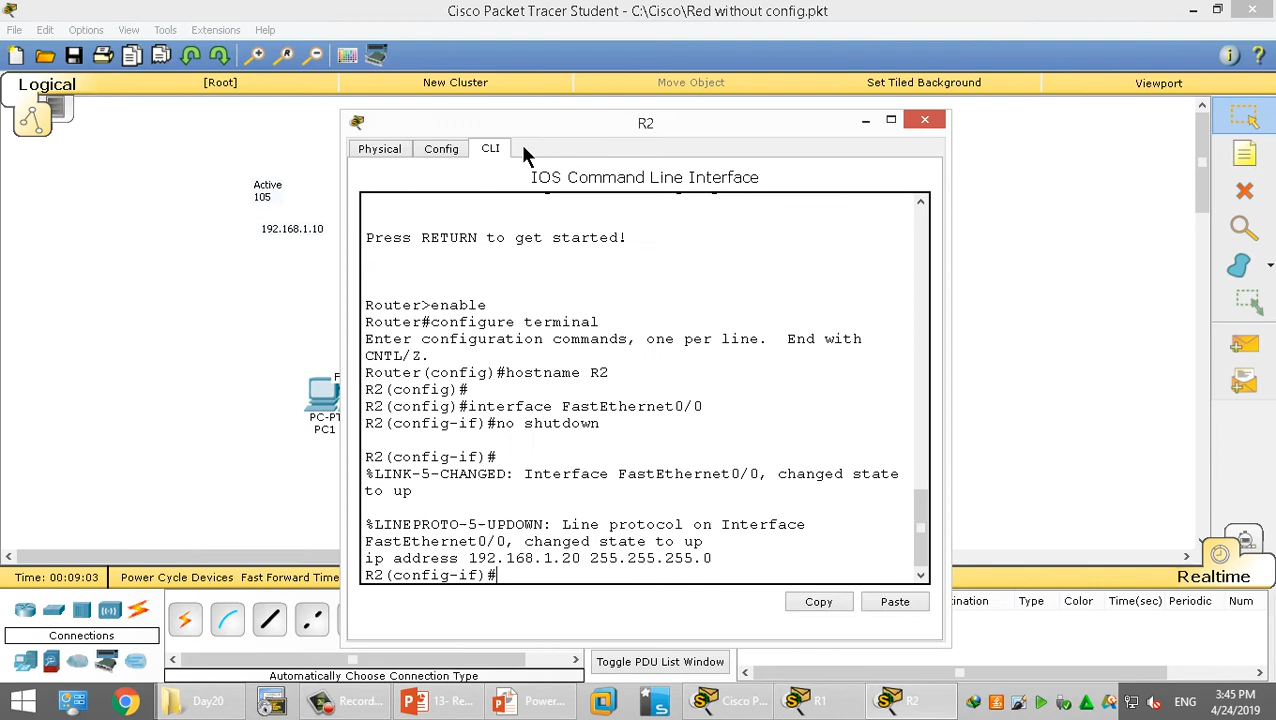 Cisco Packet Tracer Student - C:\Cisco\Red without config.pkt
File Edit Options View Tools Extensions Help
Logical [Root] New Cluster Move Object Set Tiled Background Viewport
R2
Physical Config CLI
IOS Command Line Interface
Active
105
192.168.1.10
Press RETURN to get started!
Router>enable
Router#configure terminal
Enter configuration commands, one per line.  End with
CNTL/Z.
Router(config)#hostname R2
R2(config)#
R2(config)#interface FastEthernet0/0
R2(config-if)#no shutdown
R2(config-if)#
%LINK-5-CHANGED: Interface FastEthernet0/0, changed state
to up
%LINEPROTO-5-UPDOWN: Line protocol on Interface
FastEthernet0/0, changed state to up
ip address 192.168.1.20 255.255.255.0
R2(config-if)#
PC-PT
PC1
Copy Paste
Time: 00:09:03 Power Cycle Devices Fast Forward Time
Realtime
Connections
Automatically Choose Connection Type
Toggle PDU List Window
Type Color Time(sec) Periodic Num
Day20 Record... 13- Re... Power... Cisco P... R1 R2
ENG
3:45 PM
4/24/2019